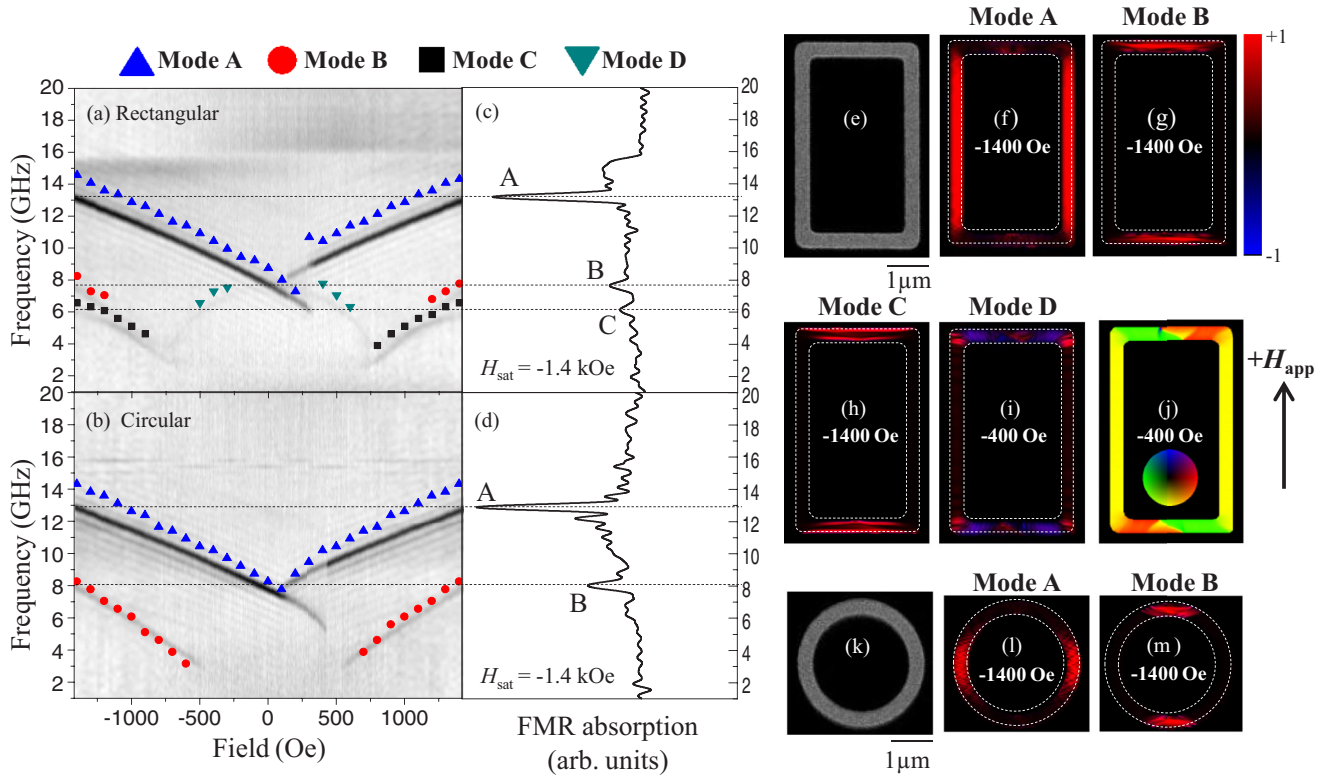 Mode A Mode B Mode C Mode D
(a) Rectangular
20
18
16
14
12
10
8
6
4
2
Frequency (GHz)
(b) Circular
20
18
16
14
12
10
8
6
4
2
Frequency (GHz)
-1000 -500 0 500 1000
Field (Oe)
(c)
A
B
C
H_sat = -1.4 kOe
20
18
16
14
12
10
8
6
4
2
(d)
A
B
H_sat = -1.4 kOe
20
18
16
14
12
10
8
6
4
2
FMR absorption
(arb. units)
Mode A Mode B
(e)
1μm
(f)
-1400 Oe
(g)
-1400 Oe
+1
-1
Mode C Mode D
(h)
-1400 Oe
(i)
-400 Oe
(j)
-400 Oe
+H_app
Mode A Mode B
(k)
1μm
(l)
-1400 Oe
(m)
-1400 Oe